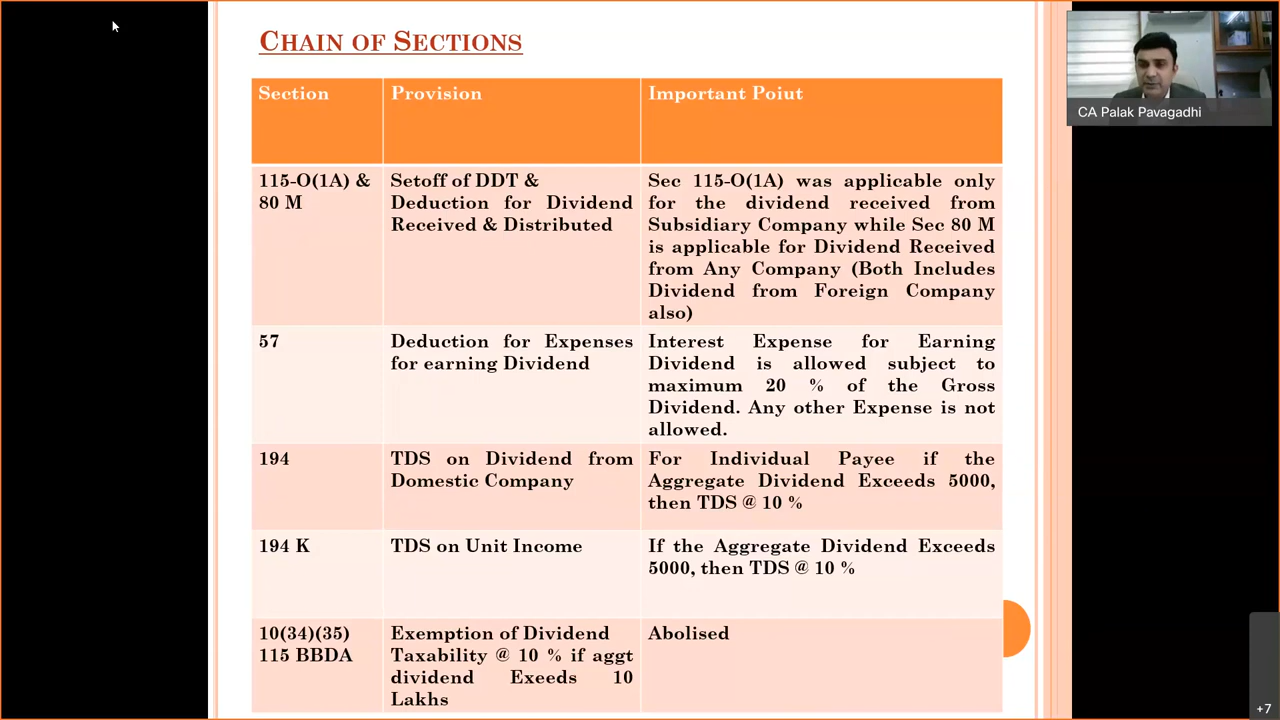 CHAIN OF SECTIONS
Section
Provision
Important Poiut
115-O(1A) &
80 M
Setoff of DDT &
Deduction for Dividend
Received & Distributed
Sec 115-O(1A) was applicable only
for the dividend received from
Subsidiary Company while Sec 80 M
is applicable for Dividend Received
from Any Company (Both Includes
Dividend from Foreign Company
also)
57
Deduction for Expenses
for earning Dividend
Interest Expense for Earning
Dividend is allowed subject to
maximum 20 % of the Gross
Dividend. Any other Expense is not
allowed.
194
TDS on Dividend from
Domestic Company
For Individual Payee if the
Aggregate Dividend Exceeds 5000,
then TDS @ 10 %
194 K
TDS on Unit Income
If the Aggregate Dividend Exceeds
5000, then TDS @ 10 %
10(34)(35)
115 BBDA
Exemption of Dividend
Taxability @ 10 % if aggt
dividend Exeeds 10
Lakhs
Abolised
CA Palak Pavagadhi
+7